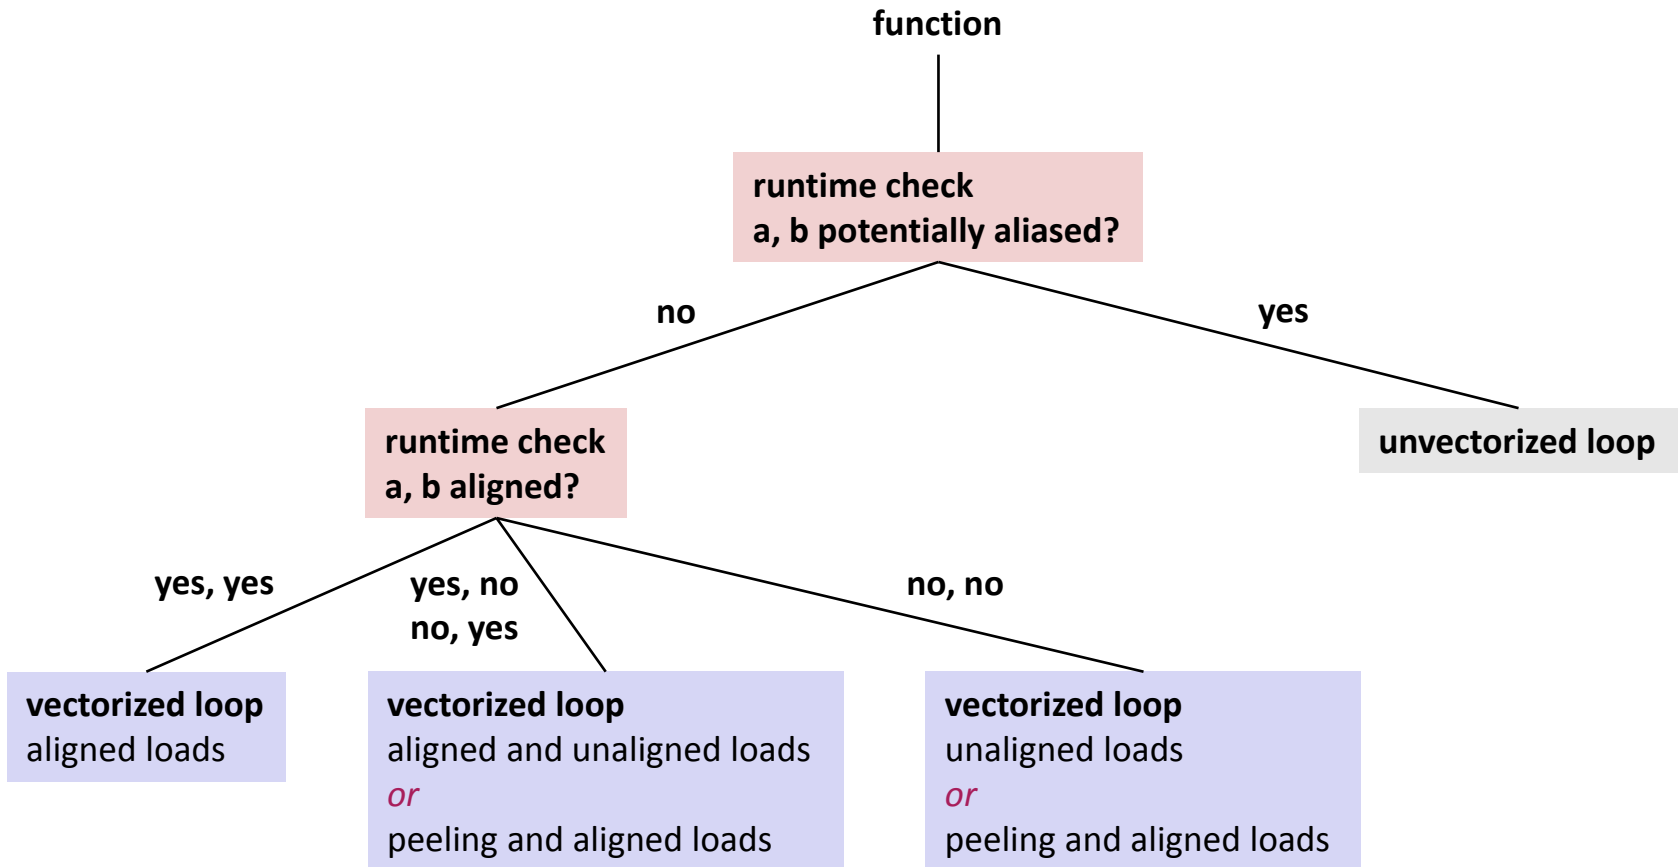 function
runtime check
a, b potentially aliased?
no
yes
runtime check
a, b aligned?
unvectorized loop
yes, yes
yes, no
no, yes
no, no
vectorized loop
aligned loads
vectorized loop
aligned and unaligned loads
or
peeling and aligned loads
vectorized loop
unaligned loads
or
peeling and aligned loads